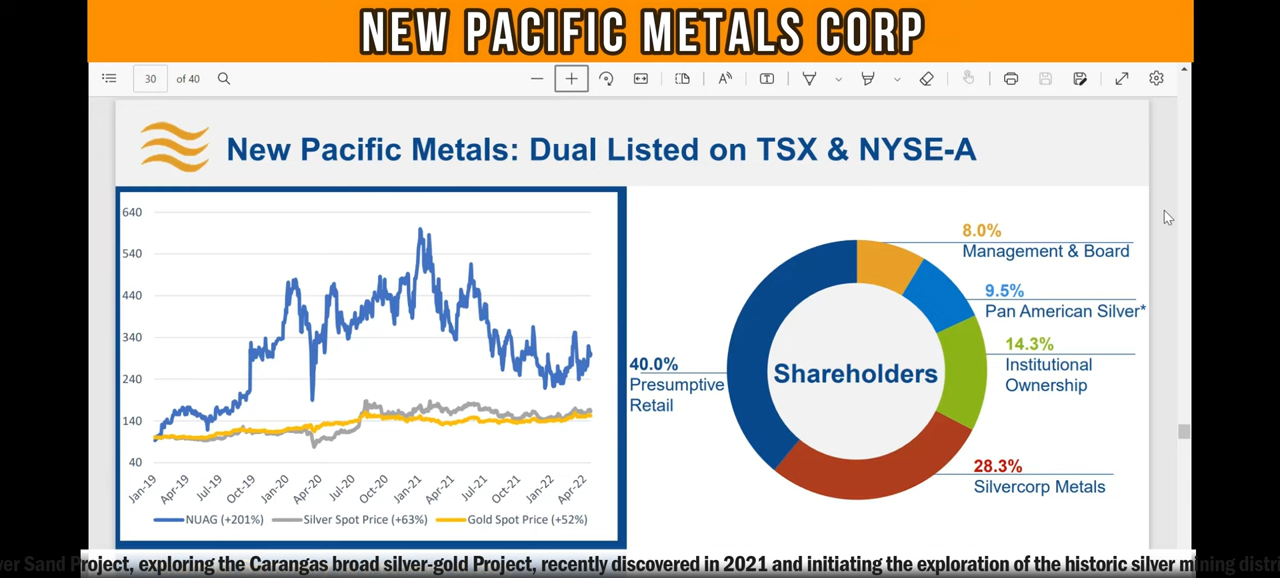 NEW PACIFIC METALS CORP
30 of 40
New Pacific Metals: Dual Listed on TSX & NYSE-A
640
540
440
340
240
140
40
Jan-19 Apr-19 Jul-19 Oct-19 Jan-20 Apr-20 Jul-20 Oct-20 Jan-21 Apr-21 Jul-21 Oct-21 Jan-22 Apr-22
NUAG (+201%) Silver Spot Price (+63%) Gold Spot Price (+52%)
8.0%
Management & Board
9.5%
Pan American Silver*
14.3%
Institutional
Ownership
28.3%
Silvercorp Metals
40.0%
Presumptive
Retail
Shareholders
ver Sand Project, exploring the Carangas broad silver-gold Project, recently discovered in 2021 and initiating the exploration of the historic silver mining distr